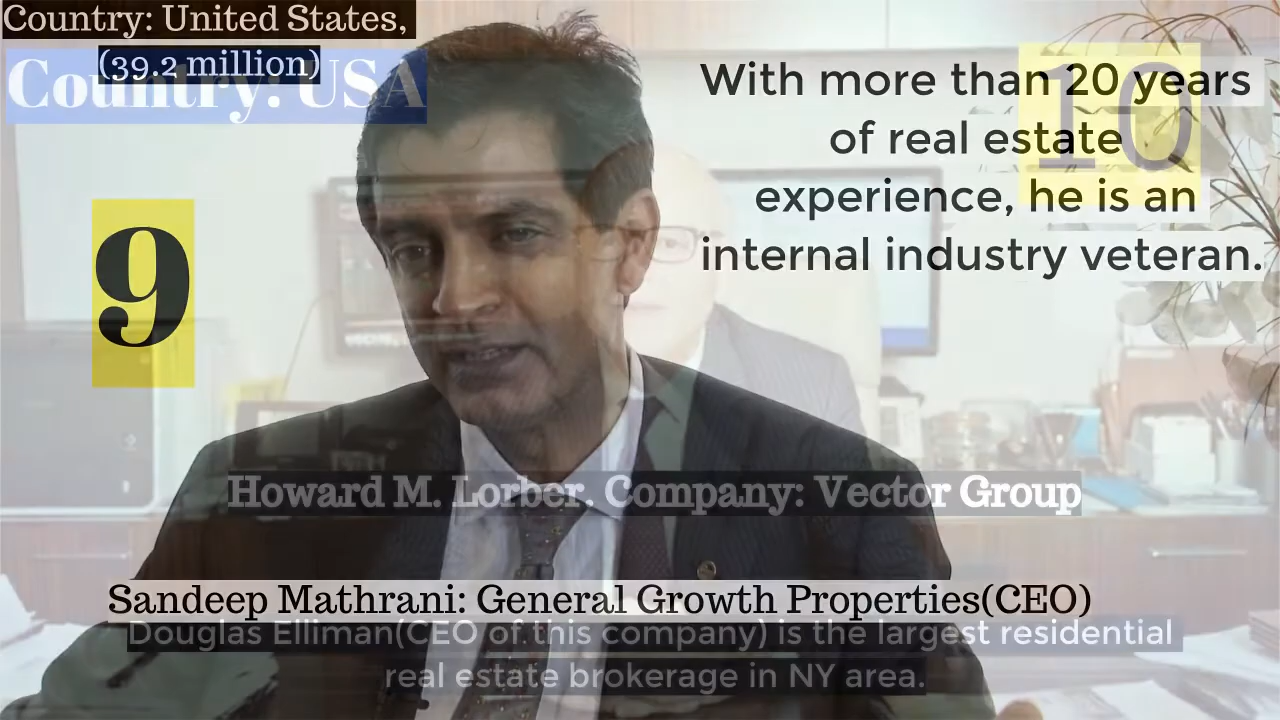 Country: United States,
(39.2 million)
Country: USA
With more than 20 years
of real estate
experience, he is an
internal industry veteran.
10
9
Howard M. Lorber. Company: Vector Group
Sandeep Mathrani: General Growth Properties(CEO)
Douglas Elliman(CEO of this company) is the largest residential
real estate brokerage in NY area.